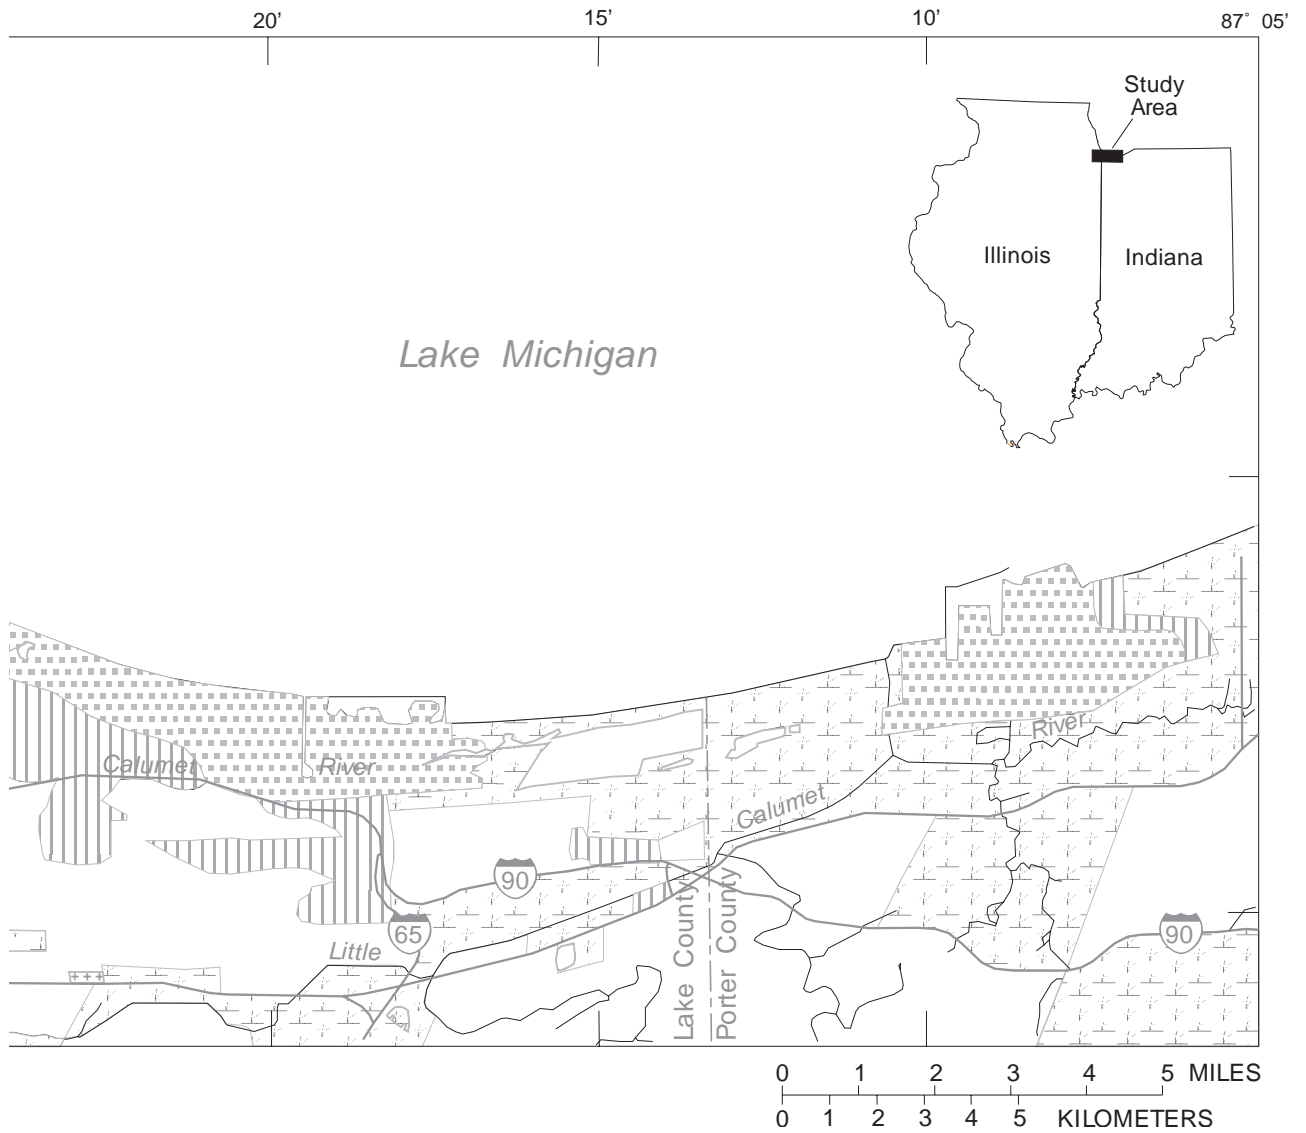 20’
15’
10’
87° 05’
Study
Area
Illinois
Indiana
Lake Michigan
River
Calumet
River
Calumet
90
65
90
Little
Lake County
Porter County
+++
0 1 2 3 4 5 MILES
0 1 2 3 4 5 KILOMETERS